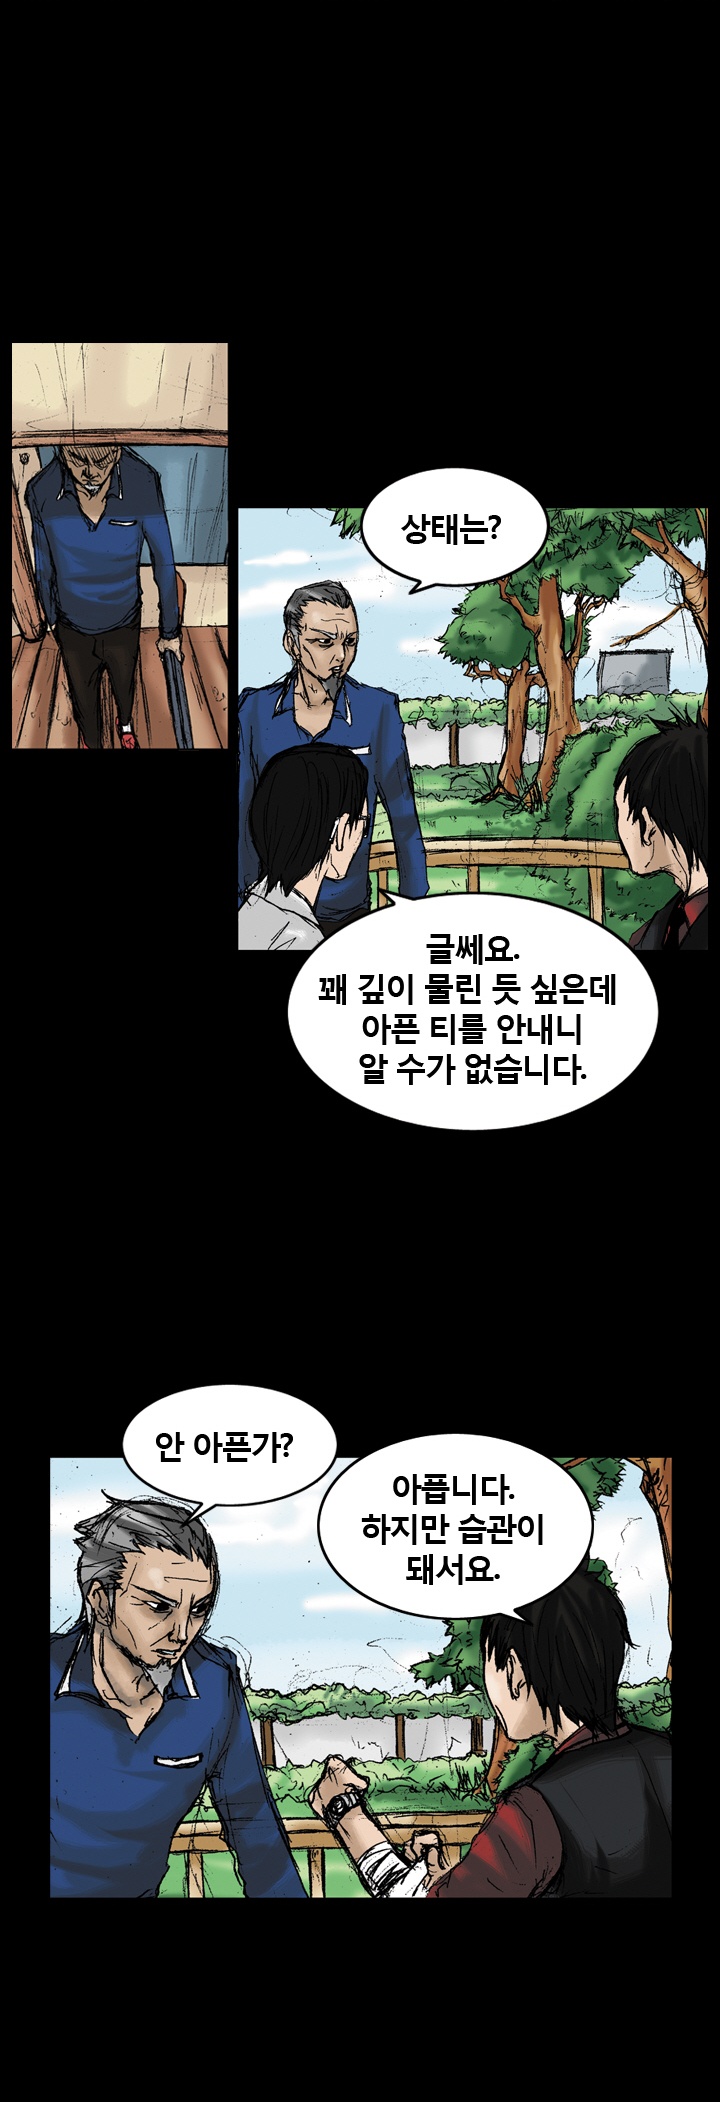 상태는?
글쎄요.
꽤 깊이 물린 듯 싶은데
아픈 티를 안내니
알 수가 없습니다.
안 아픈가?
아픕니다.
하지만 습관이
돼서요.